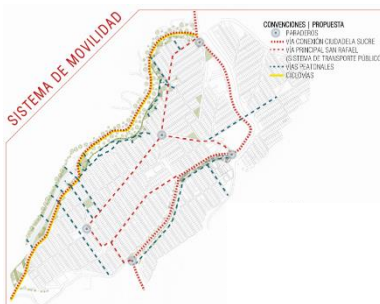 SISTEMA DE MOVILIDAD
CONVENCIONES | PROPUESTA
PARADEROS
VÍA CONEXIÓN CIUDADELA SUCRE
VÍA PRINCIPAL SAN RAFAEL
(SISTEMA DE TRANSPORTE PÚBLICO
VÍAS PEATONALES
CICLOVÍAS